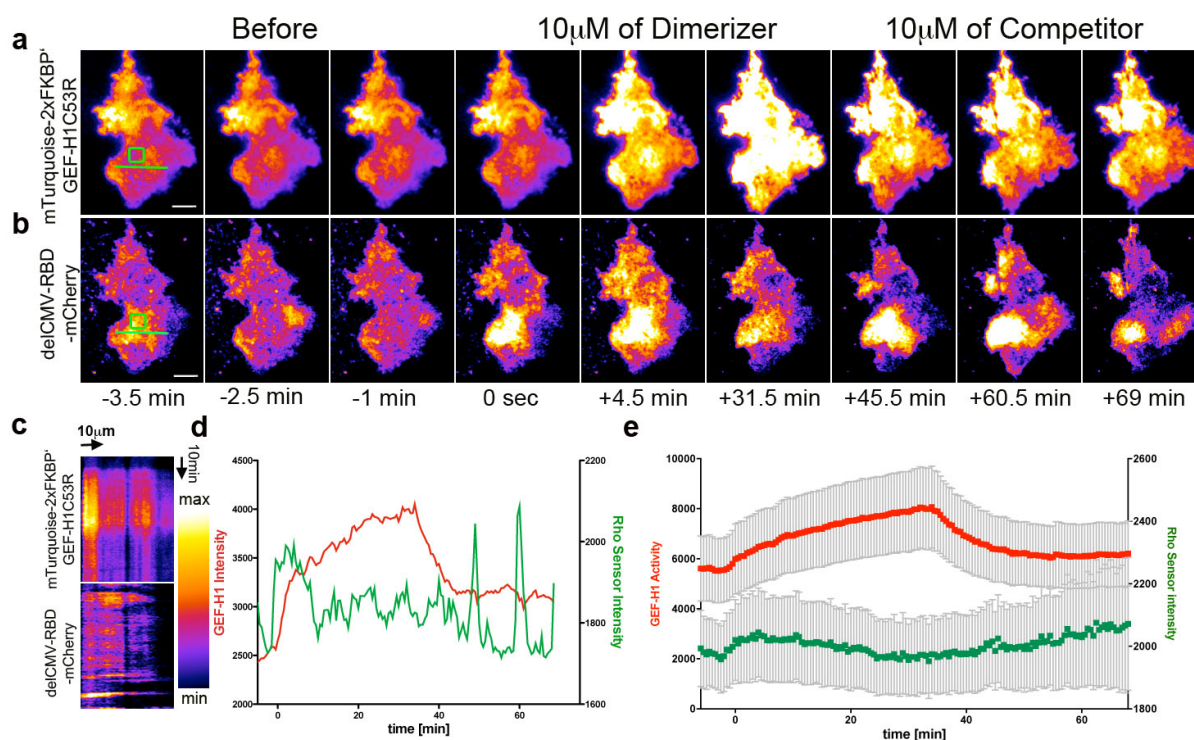 Before
10μM of Dimerizer
10μM of Competitor
a
mTurquoise-2xFKBP‘
GEF-H1C53R
b
delCMV-RBD
-mCherry
-3.5 min
-2.5 min
-1 min
0 sec
+4.5 min
+31.5 min
+45.5 min
+60.5 min
+69 min
c
10μm
10min
mTurquoise-2xFKBP‘
GEF-H1C53R
delCMV-RBD
-mCherry
max
min
d
GEF-H1 Intensity
4500
4000
3500
3000
2500
2000
0
20
40
60
time [min]
2200
2000
1800
1600
Rho Sensor intensity
e
GEF-H1 Activity
10000
8000
6000
4000
2000
0
0
20
40
60
time [min]
2600
2400
2200
2000
1800
Rho Sensor intensity